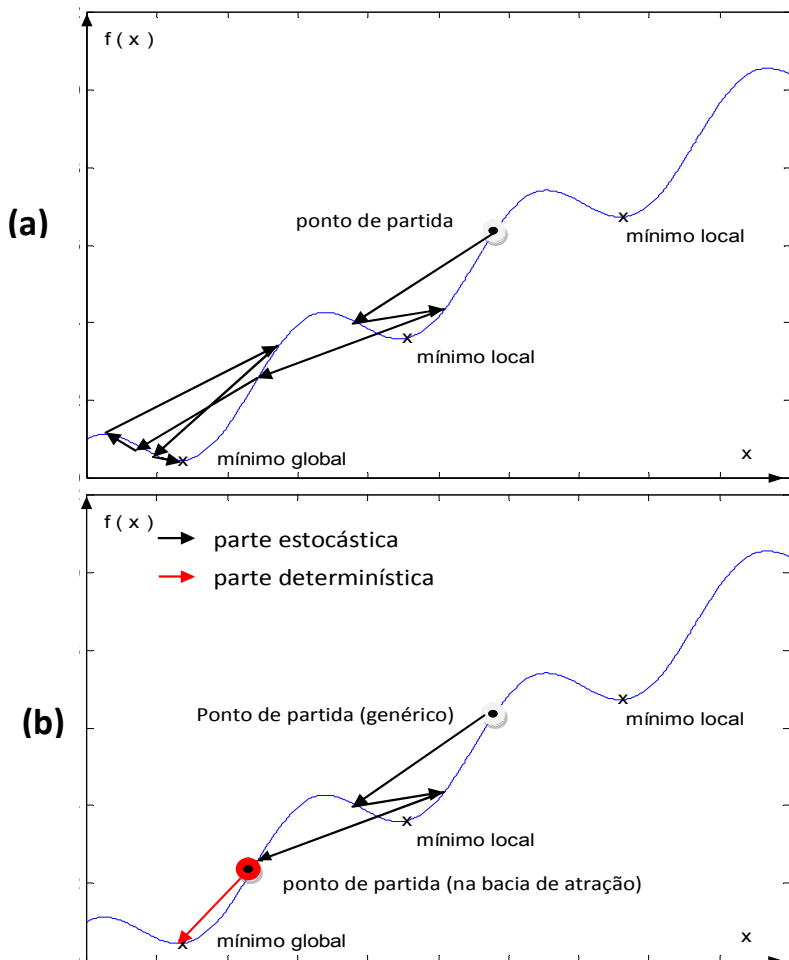 f ( x )
(a)
ponto de partida
mínimo local
mínimo local
mínimo global
x
f ( x )
parte estocástica
parte determinística
(b)
Ponto de partida (genérico)
mínimo local
mínimo local
ponto de partida (na bacia de atração)
mínimo global
x